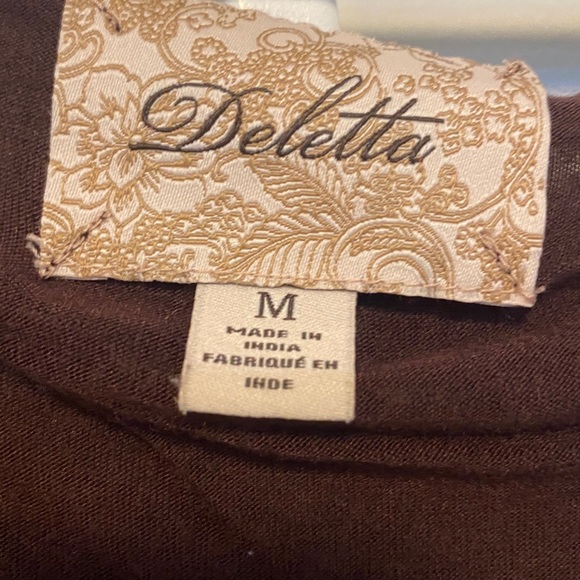 Deletta
M
MADE IN
INDIA
FABRIQUÉ EN
INDE